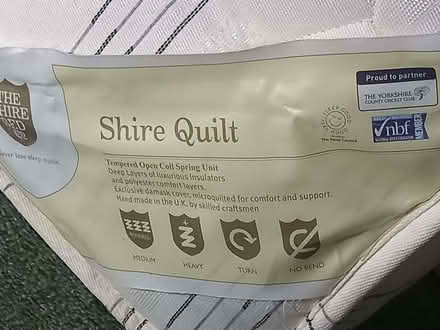 THE
SHIRE
BED
Proud to partner
THE YORKSHIRE
COUNTY CRICKET CLUB
nbf
MEMBER
Shire Quilt
Tempered Open Coil Spring Unit
Deep Layers of luxurious insulators
and polyester comfort layers.
Exclusive damask cover, microquilted for comfort and support.
Hand made in the U.K. by skilled craftsmen
MEDIUM
HEAVY
TURN
NO BEND